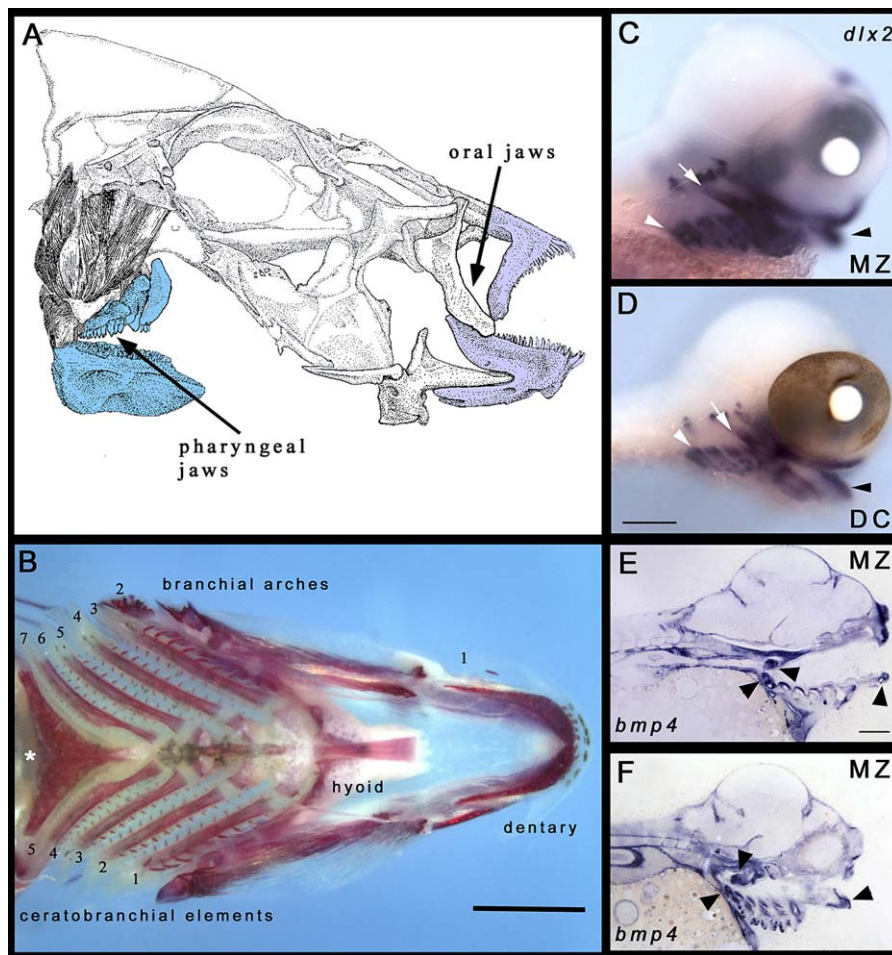 A
oral jaws
pharyngeal
jaws
B
branchial arches
7 6 5 4 3 2
1
*
hyoid
dentary
5 4 3 2 1
ceratobranchial elements
C
dlx2
MZ
D
DC
E
MZ
bmp4
F
MZ
bmp4